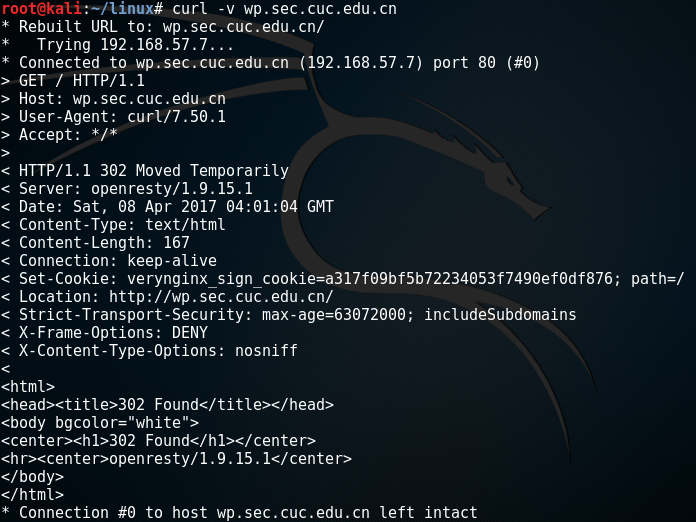 root@kali:~/linux# curl -v wp.sec.cuc.edu.cn
* Rebuilt URL to: wp.sec.cuc.edu.cn/
*   Trying 192.168.57.7...
* Connected to wp.sec.cuc.edu.cn (192.168.57.7) port 80 (#0)
> GET / HTTP/1.1
> Host: wp.sec.cuc.edu.cn
> User-Agent: curl/7.50.1
> Accept: */*
>
< HTTP/1.1 302 Moved Temporarily
< Server: openresty/1.9.15.1
< Date: Sat, 08 Apr 2017 04:01:04 GMT
< Content-Type: text/html
< Content-Length: 167
< Connection: keep-alive
< Set-Cookie: verynginx_sign_cookie=a317f09bf5b72234053f7490ef0df876; path=/
< Location: http://wp.sec.cuc.edu.cn/
< Strict-Transport-Security: max-age=63072000; includeSubdomains
< X-Frame-Options: DENY
< X-Content-Type-Options: nosniff
<
<html>
<head><title>302 Found</title></head>
<body bgcolor="white">
<center><h1>302 Found</h1></center>
<hr><center>openresty/1.9.15.1</center>
</body>
</html>
* Connection #0 to host wp.sec.cuc.edu.cn left intact